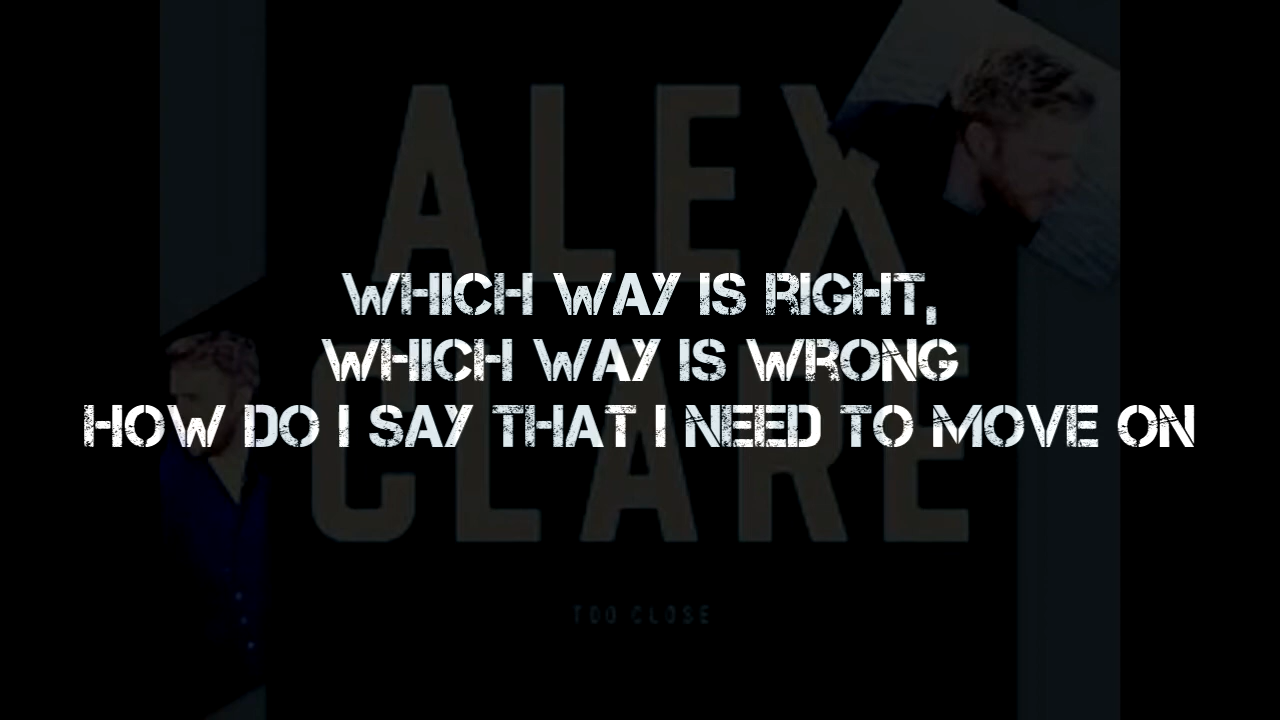 ALEX
CLARE
WHICH WAY IS RIGHT,
WHICH WAY IS WRONG
HOW DO I SAY THAT I NEED TO MOVE ON
TOO CLOSE